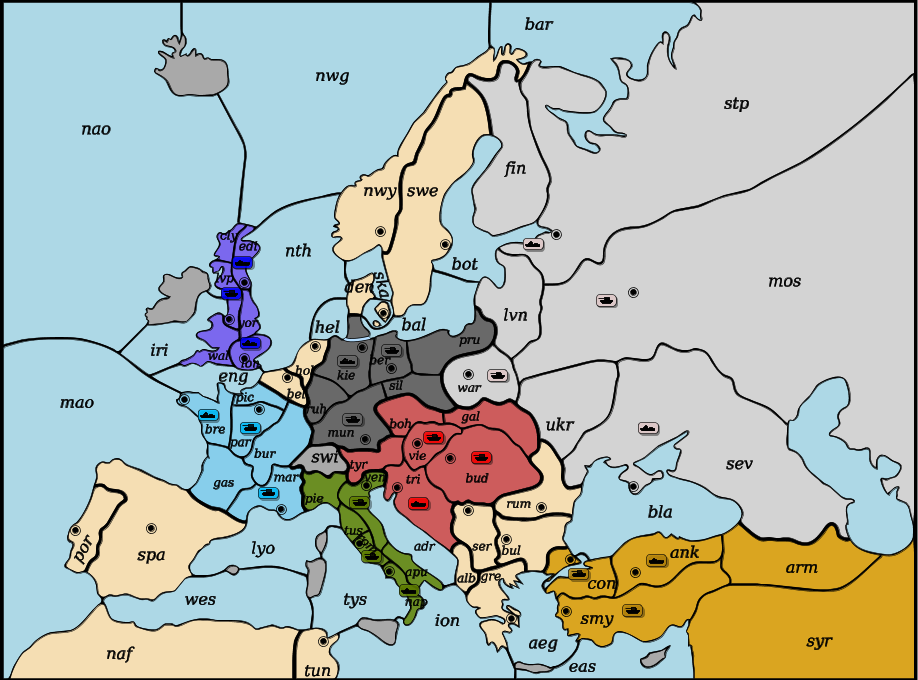 bar
nwg
stp
nao
fin
nwy
swe
cly
edi
nth
bot
mos
lvp
den
ska
lvn
hel
bal
yor
iri
pru
wal
lon
hol
kie
ber
eng
bel
sil
war
mao
pic
ruh
bre
boh
gal
mun
ukr
par
bur
vie
swi
tyr
sev
gas
mar
tri
bud
ven
pie
rum
bla
tus
rom
por
spa
lyo
adr
ser
bul
ank
arm
apu
alb
gre
con
wes
tys
nap
smy
ion
aeg
syr
naf
tun
eas